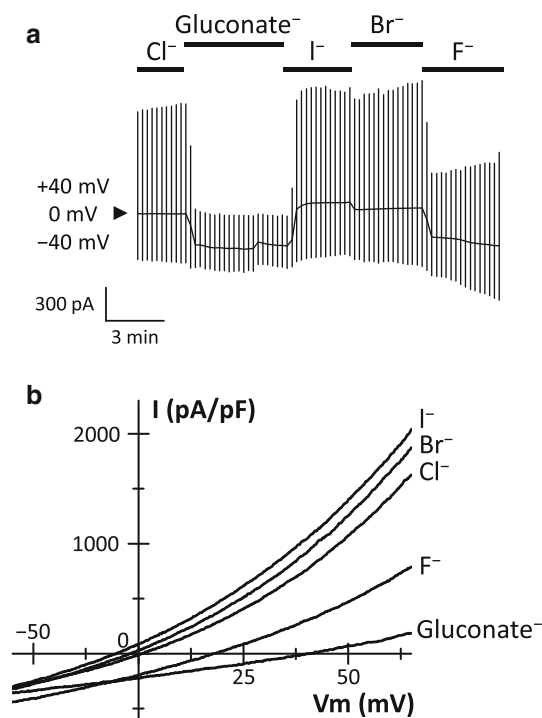 a
Gluconate⁻ Br⁻
Cl⁻ I⁻ F⁻
+40 mV
0 mV
−40 mV
300 pA
3 min
b
I (pA/pF)
I⁻
2000
Br⁻
Cl⁻
1000
F⁻
−50 0 Gluconate⁻
25 50
Vm (mV)